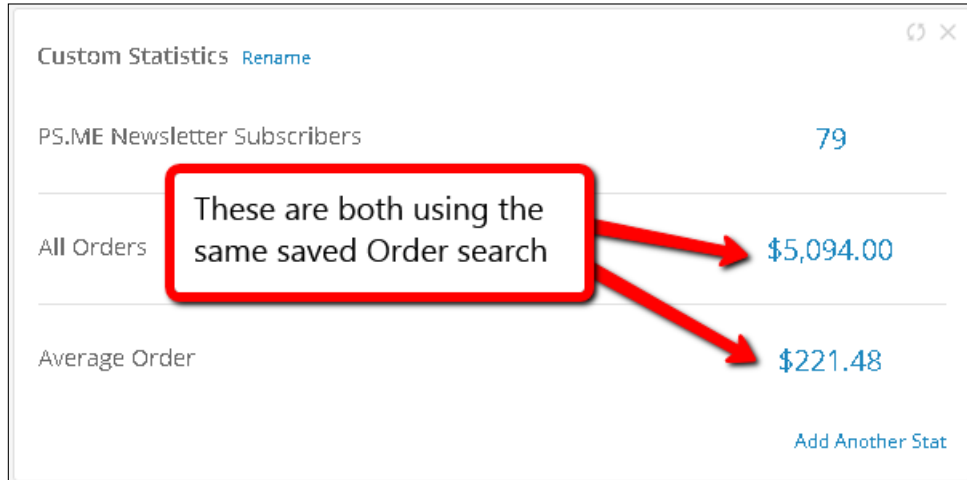 Custom Statistics Rename
PS.ME Newsletter Subscribers 79
These are both using the
same saved Order search
All Orders $5,094.00
Average Order $221.48
Add Another Stat